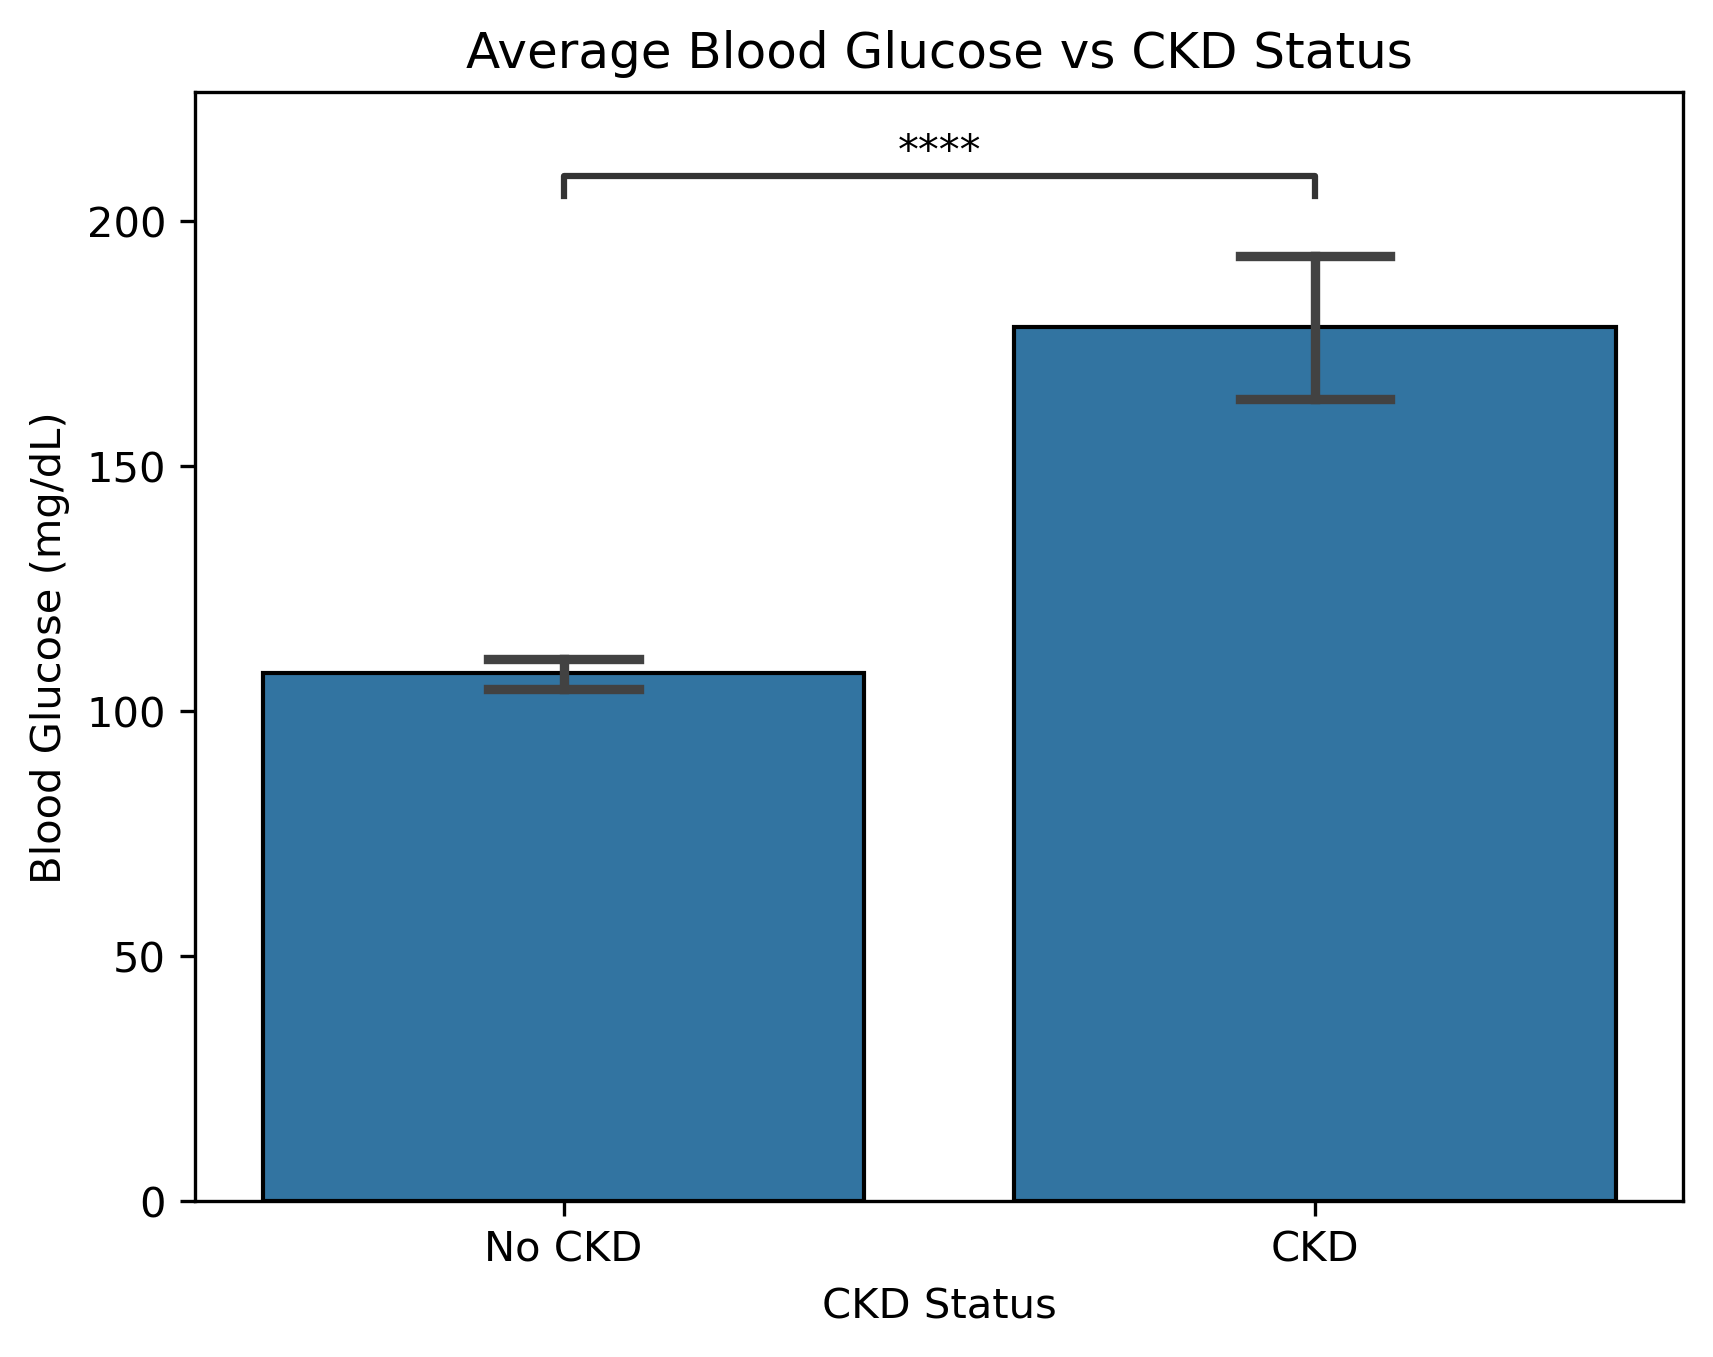 Average Blood Glucose vs CKD Status
****
200
150
100
50
0
Blood Glucose (mg/dL)
No CKD
CKD
CKD Status